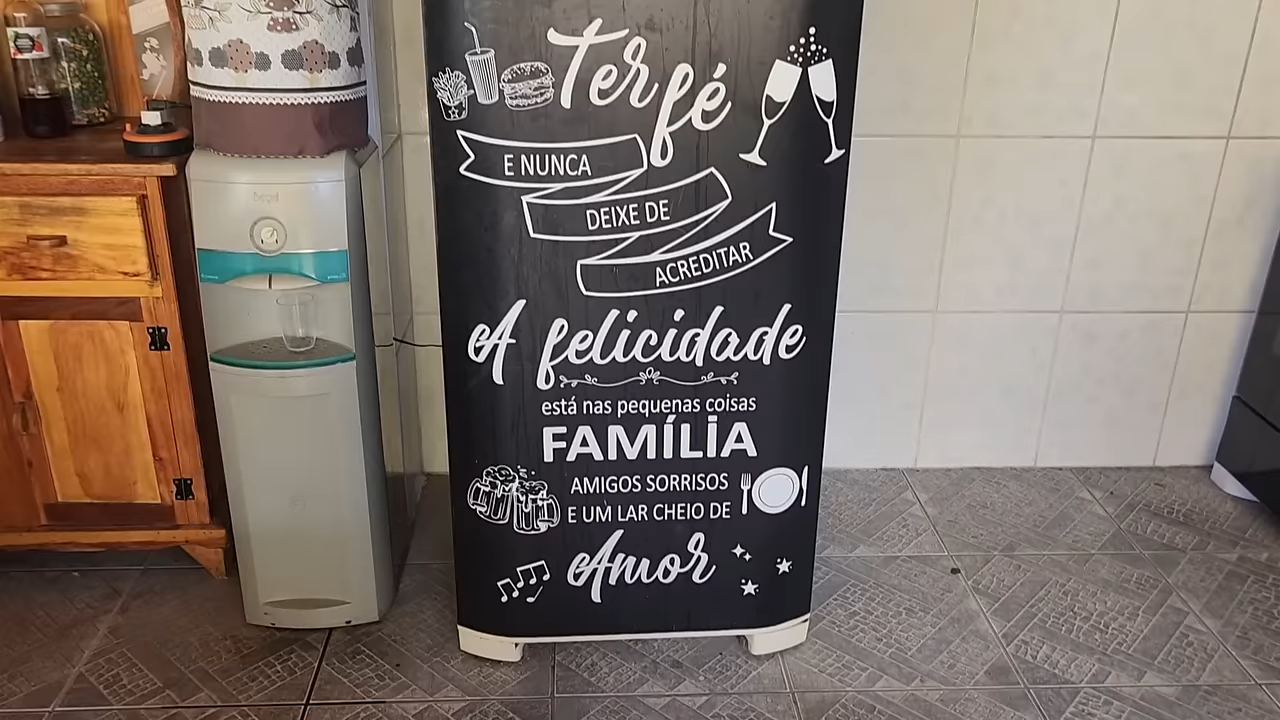 Ter fé
E NUNCA
DEIXE DE
ACREDITAR
A felicidade
está nas pequenas coisas
FAMÍLIA
AMIGOS SORRISOS
E UM LAR CHEIO DE
Amor